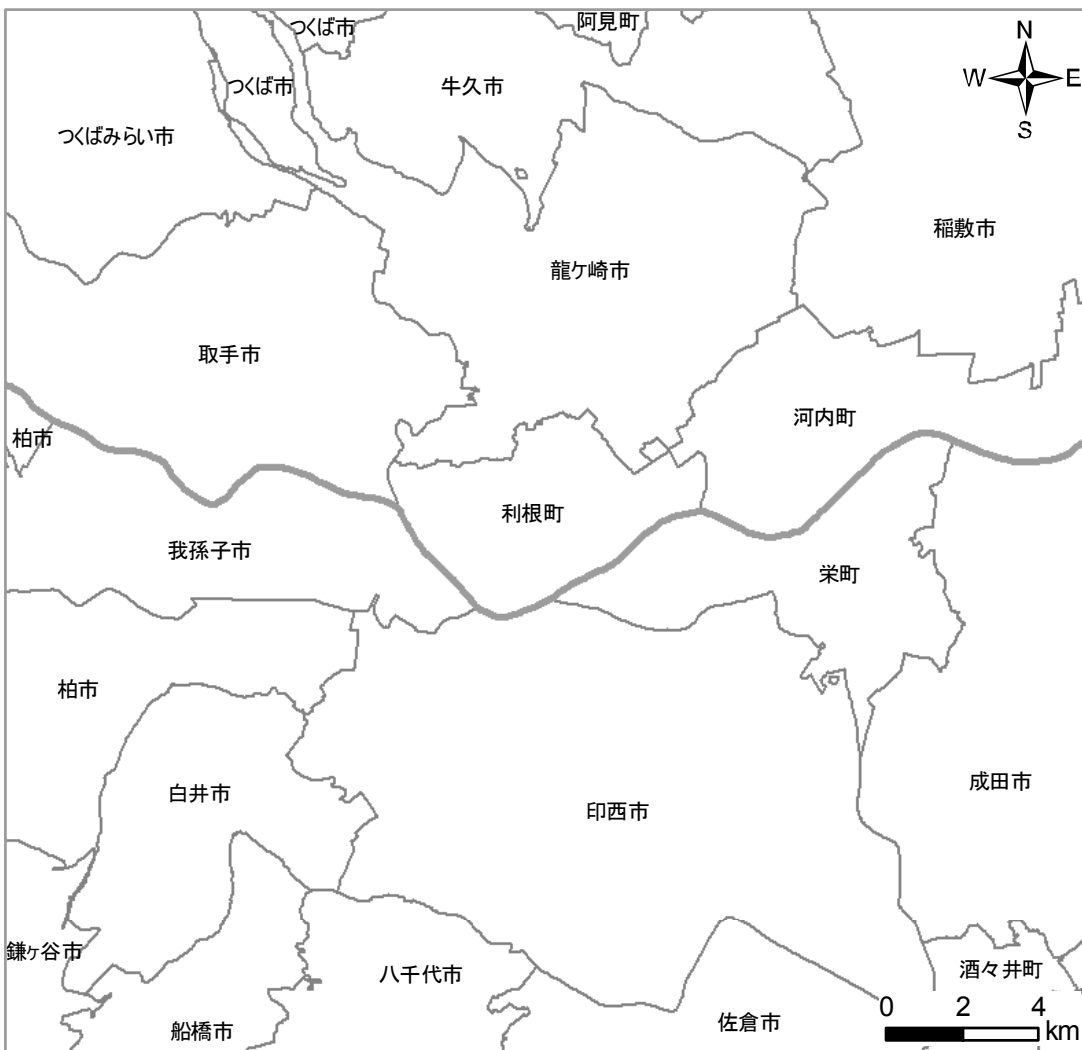 つくば市
阿見町
N
つくば市
牛久市
W
E
つくばみらい市
S
稲敷市
龍ケ崎市
取手市
河内町
柏市
利根町
我孫子市
栄町
柏市
成田市
白井市
印西市
鎌ヶ谷市
八千代市
酒々井町
船橋市
佐倉市
0 2 4
km